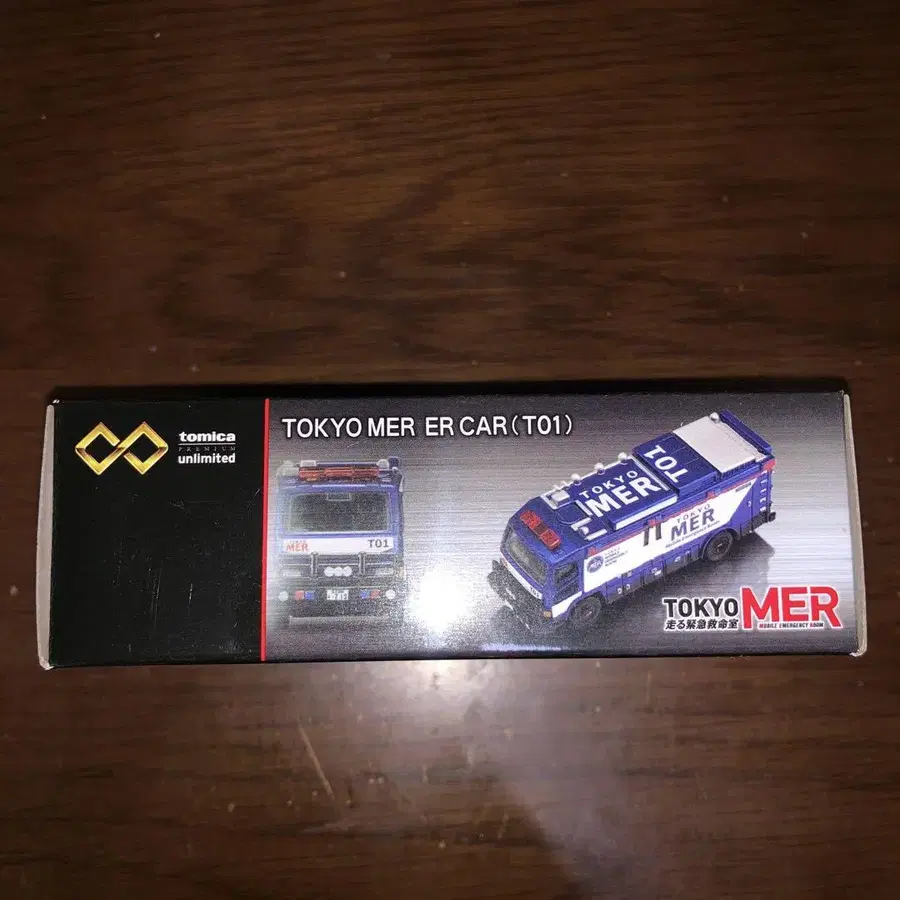 tomica
PREMIUM
unlimited
TOKYO MER ER CAR (T01)
MER
T01
TOKYO
MER
T01
TOKYO
MER
TOKYO MER
走る緊急救命室
MOBILE EMERGENCY ROOM